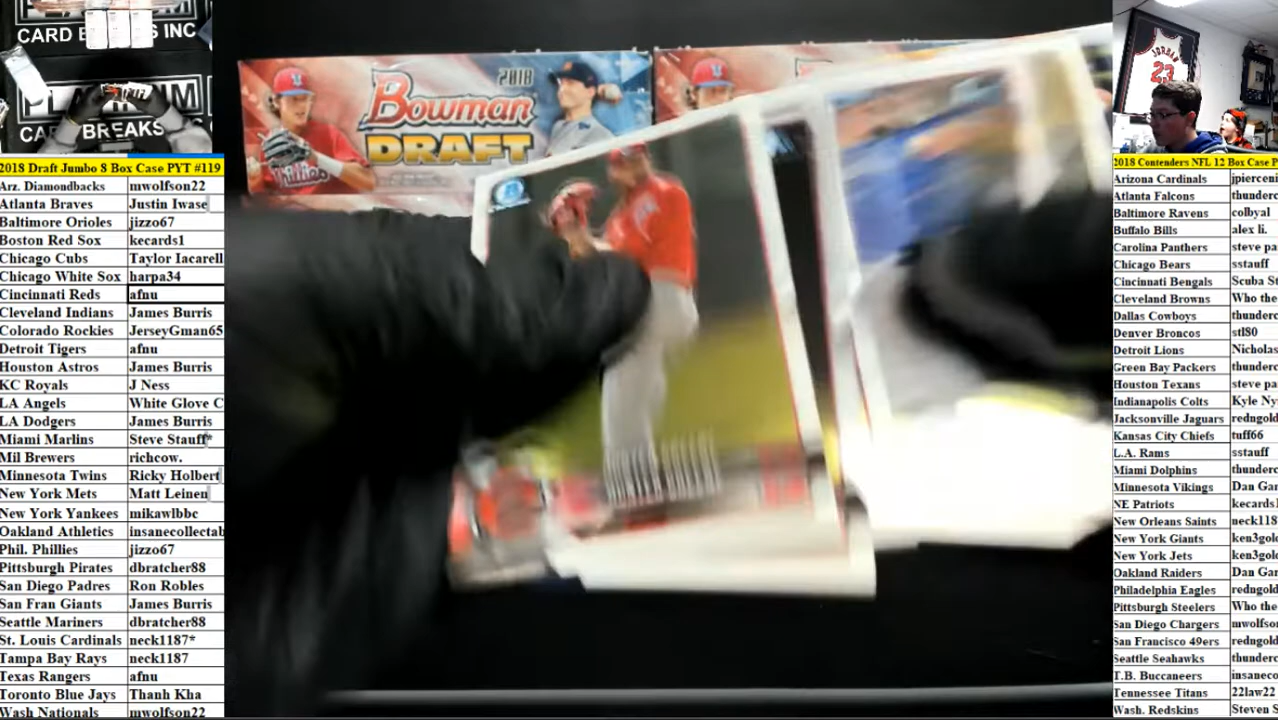 CARD B
S INC
PLATINUM
CARD BREAKS
2018 Draft Jumbo 8 Box Case PYT #119
Arz. Diamondbacks mwolfson22
Atlanta Braves Justin Iwase
Baltimore Orioles jizzo67
Boston Red Sox kecards1
Chicago Cubs Taylor Iacarell
Chicago White Sox harpa34
Cincinnati Reds afnu
Cleveland Indians James Burris
Colorado Rockies JerseyGman65
Detroit Tigers afnu
Houston Astros James Burris
KC Royals J Ness
LA Angels White Glove C
LA Dodgers James Burris
Miami Marlins Steve Stauff*
Mil Brewers richcow.
Minnesota Twins Ricky Holbert
New York Mets Matt Leinen
New York Yankees mikawlbbc
Oakland Athletics insanecollectab
Phil. Phillies jizzo67
Pittsburgh Pirates dbratcher88
San Diego Padres Ron Robles
San Fran Giants James Burris
Seattle Mariners dbratcher88
St. Louis Cardinals neck1187*
Tampa Bay Rays neck1187
Texas Rangers afnu
Toronto Blue Jays Thanh Kha
Wash Nationals mwolfson22
2018
Bowman
DRAFT
Phillies
JORDAN
23
2018 Contenders NFL 12 Box Case P
Arizona Cardinals jpierceni
Atlanta Falcons thunderc
Baltimore Ravens colbyal
Buffalo Bills alex li.
Carolina Panthers steve pa
Chicago Bears sstauff
Cincinnati Bengals Scuba St
Cleveland Browns Who the
Dallas Cowboys thunderc
Denver Broncos stl80
Detroit Lions Nicholas
Green Bay Packers thunderc
Houston Texans steve pa
Indianapolis Colts Kyle Ny
Jacksonville Jaguars redngold
Kansas City Chiefs tuff66
L.A. Rams sstauff
Miami Dolphins thunderc
Minnesota Vikings Dan Gar
NE Patriots kecards1
New Orleans Saints neck118
New York Giants ken3gold
New York Jets ken3gold
Oakland Raiders Dan Gar
Philadelphia Eagles redngold
Pittsburgh Steelers Who the
San Diego Chargers mwolfson
San Francisco 49ers redngold
Seattle Seahawks thunderc
T.B. Buccaneers insaneco
Tennessee Titans 22law22
Wash. Redskins Steven S